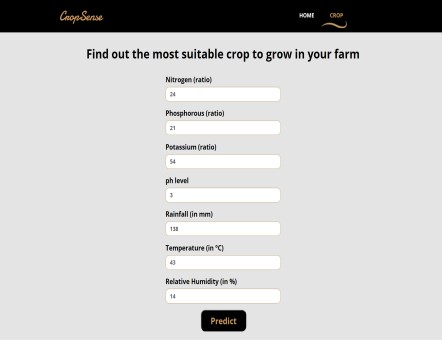 CropSense
HOME CROP
Find out the most suitable crop to grow in your farm
Nitrogen (ratio)
24
Phosphorous (ratio)
21
Potassium (ratio)
54
ph level
3
Rainfall (in mm)
138
Temperature (in °C)
43
Relative Humidity (in %)
14
Predict